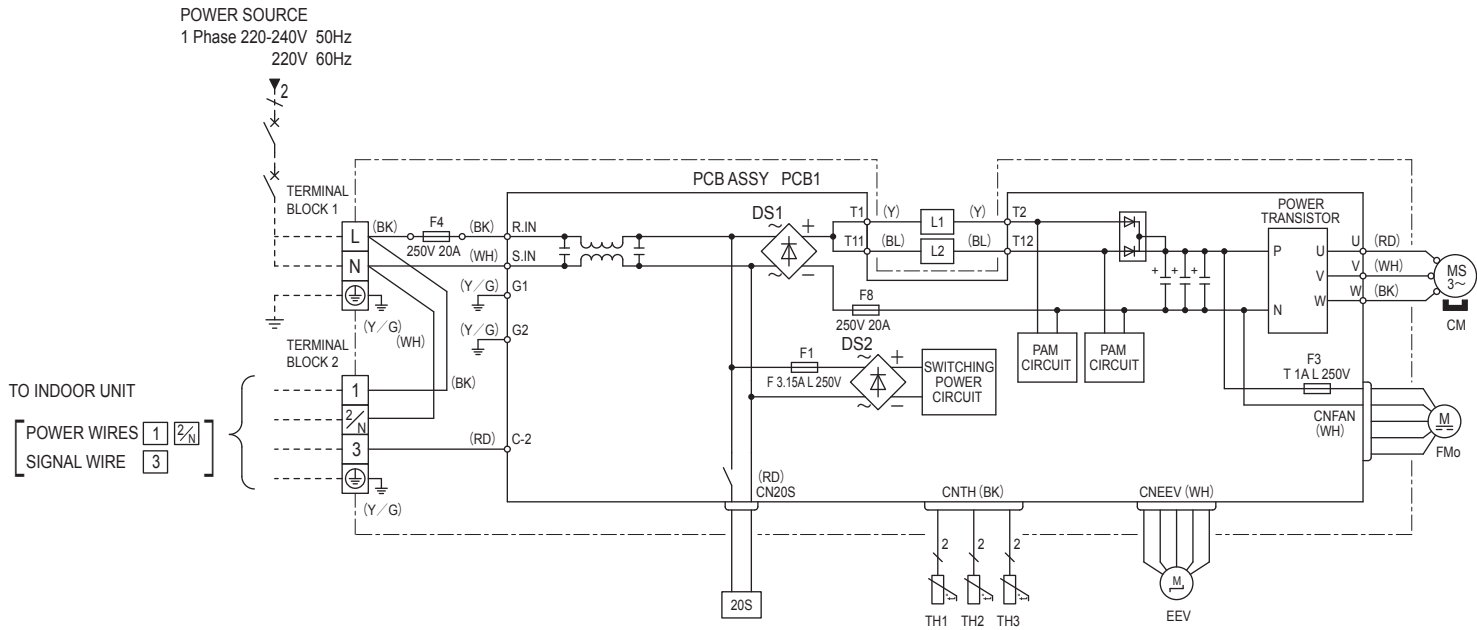 POWER SOURCE
1 Phase 220-240V 50Hz
220V 60Hz
2
TERMINAL
BLOCK 1
L
N
(BK)
F4
250V 20A
(BK)
(WH)
R.IN
S.IN
(Y/G)
G1
(Y/G)
G2
(Y/G)
(WH)
TERMINAL
BLOCK 2
(BK)
1
2/N
3
(RD)
C-2
(Y/G)
TO INDOOR UNIT
POWER WIRES 1 2/N
SIGNAL WIRE 3
PCB ASSY PCB1
DS1
~
+
~
−
T1
(Y)
L1
(Y)
T2
T11
(BL)
L2
(BL)
T12
F8
250V 20A
F1
F 3.15A L 250V
DS2
~
+
~
−
SWITCHING
POWER
CIRCUIT
PAM
CIRCUIT
PAM
CIRCUIT
+
+
+
POWER
TRANSISTOR
P
N
U
V
W
U
(RD)
V
(WH)
W
(BK)
MS
3~
CM
F3
T 1A L 250V
CNFAN
(WH)
M
FMo
(RD)
CN20S
20S
CNTH (BK)
2
2
2
TH1
TH2
TH3
CNEEV (WH)
M
EEV